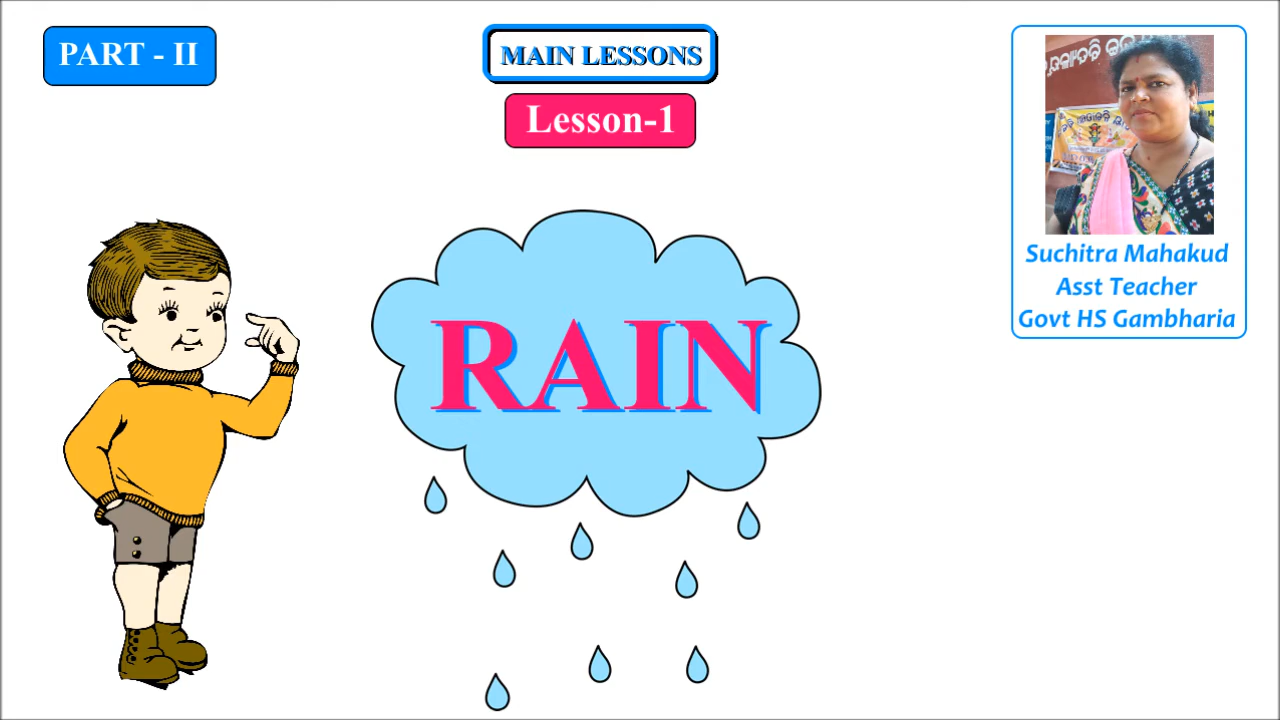 PART - II
MAIN LESSONS
Lesson-1
RAIN
Suchitra Mahakud
Asst Teacher
Govt HS Gambharia